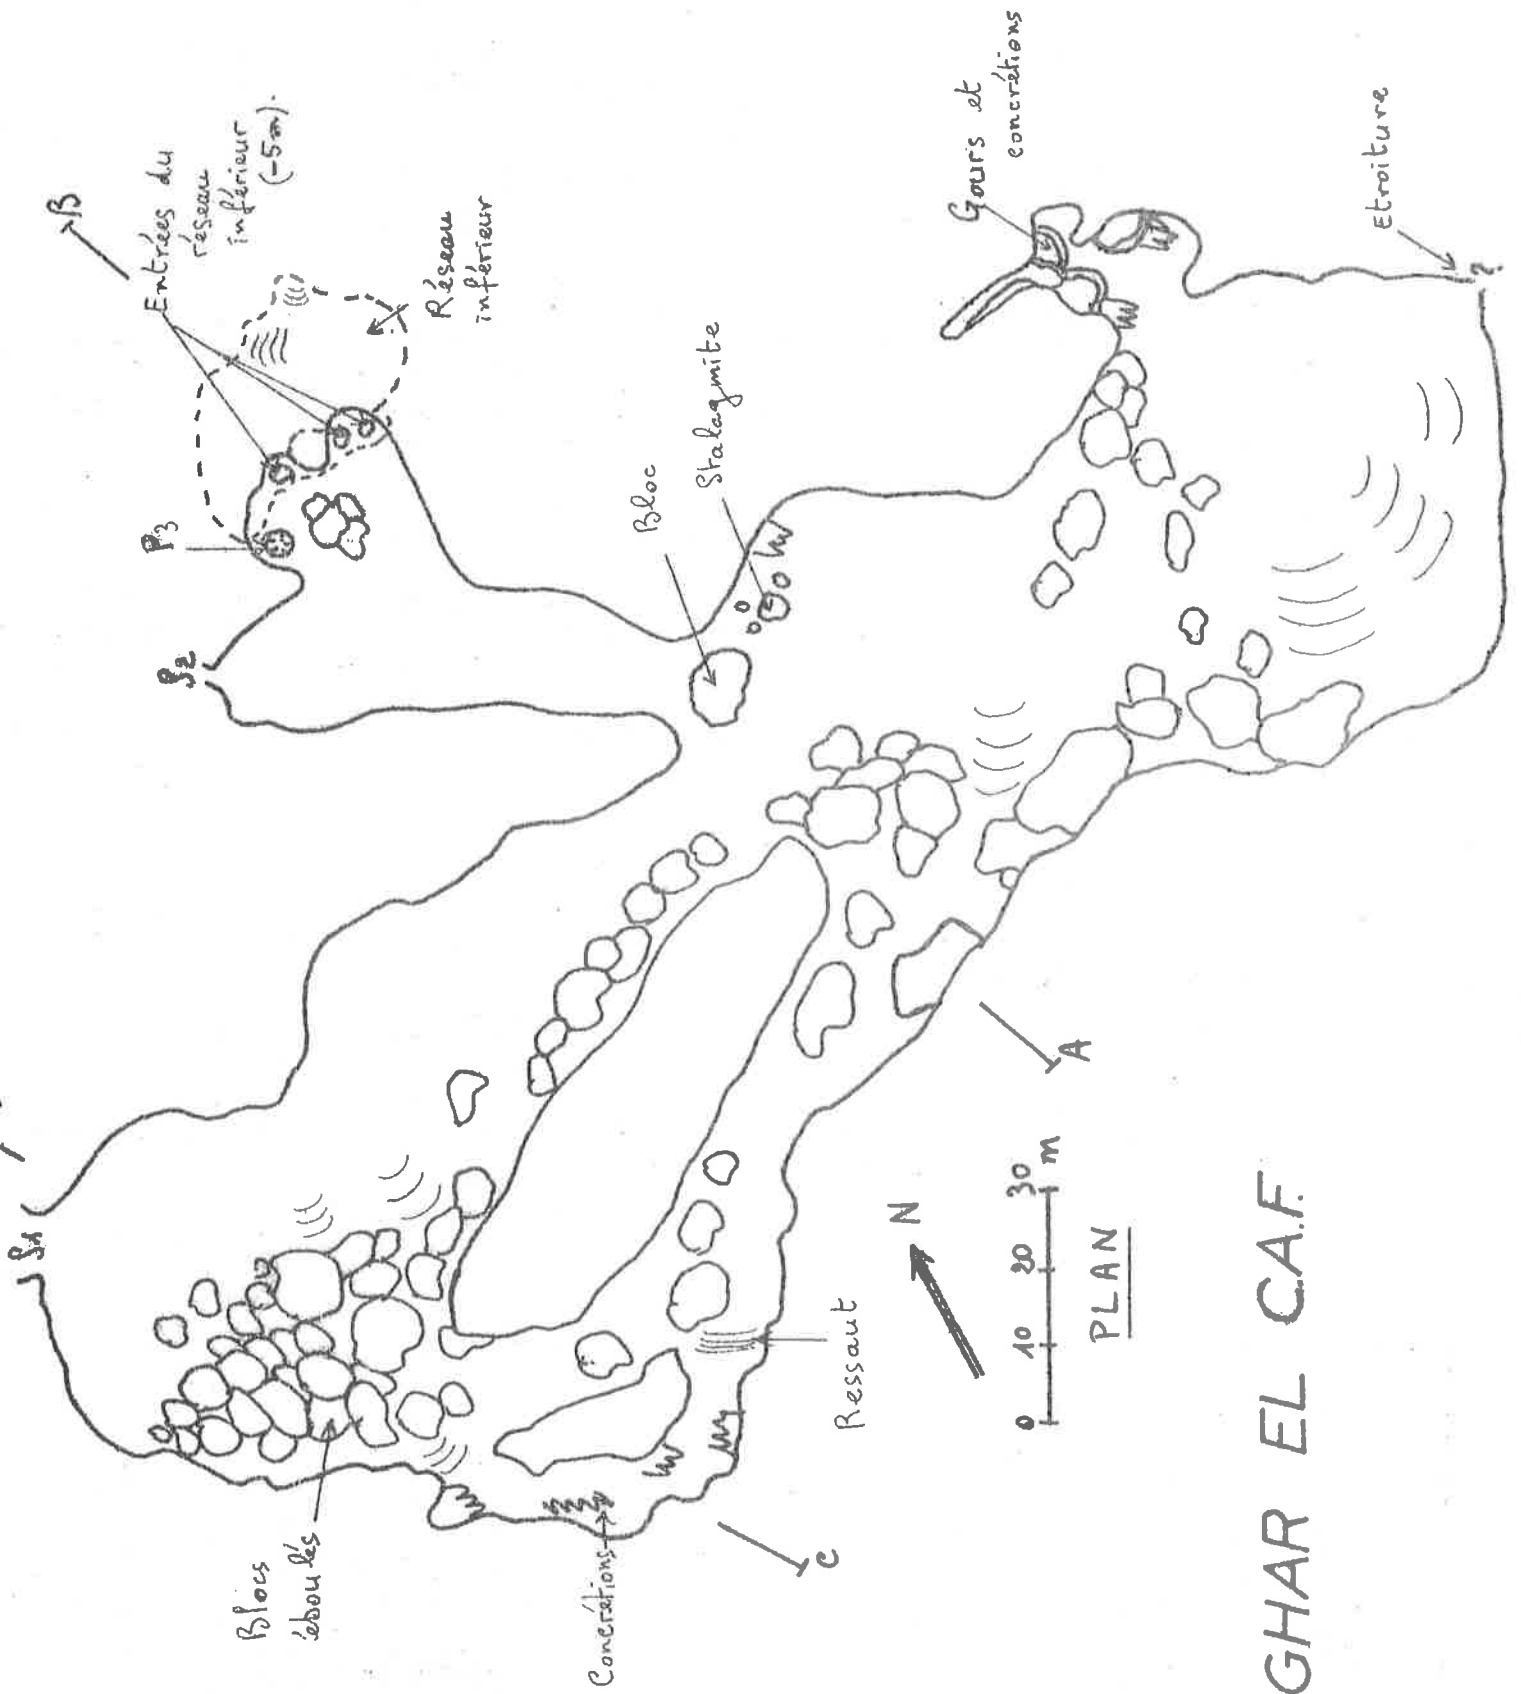 P1
B
Entrées du
réseau
inférieur
(-5m).
P3
P2
Blocs
éboulés
Réseau
inférieur
Concrétions
Bloc
Stalagmite
C
Ressaut
N
Gours et
concrétions
0 10 20 30 m
A
PLAN
GHAR EL C.A.F.
Etroiture
?